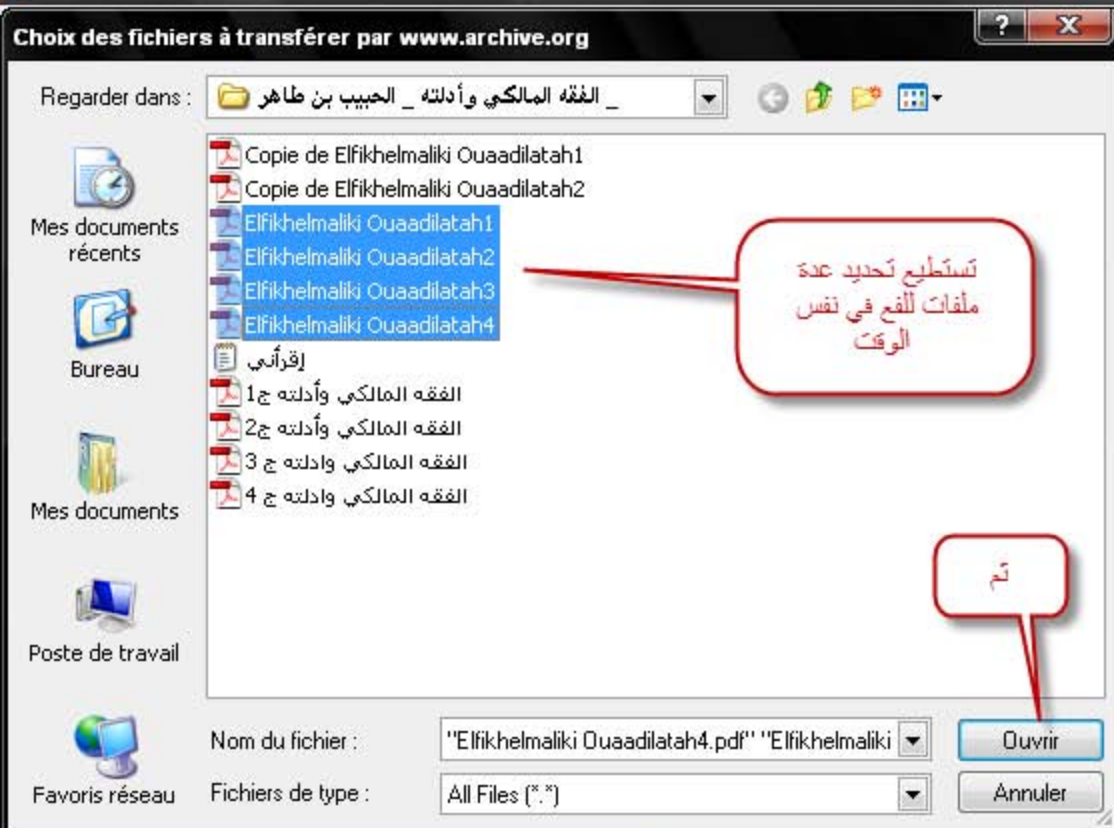 Choix des fichiers à transférer par www.archive.org
Regarder dans :
_ الفقه المالكي وأدلته _ الحبيب بن طاهر
Mes documents
récents
Bureau
Mes documents
Poste de travail
Favoris réseau
Copie de Elfikhelmaliki Ouaadilatah1
Copie de Elfikhelmaliki Ouaadilatah2
Elfikhelmaliki Ouaadilatah1
Elfikhelmaliki Ouaadilatah2
Elfikhelmaliki Ouaadilatah3
Elfikhelmaliki Ouaadilatah4
إقرأني
الفقه المالكي وأدلته ج1
الفقه المالكي وأدلته ج2
الفقه المالكي وادلته ج 3
الفقه المالكي وادلته ج 4
تستطيع تحديد عدة
ملفات للفع في نفس
الوقت
ثم
Nom du fichier :
"Elfikhelmaliki Ouaadilatah4.pdf" "Elfikhelmaliki
Ouvrir
Fichiers de type :
All Files (*.*)
Annuler